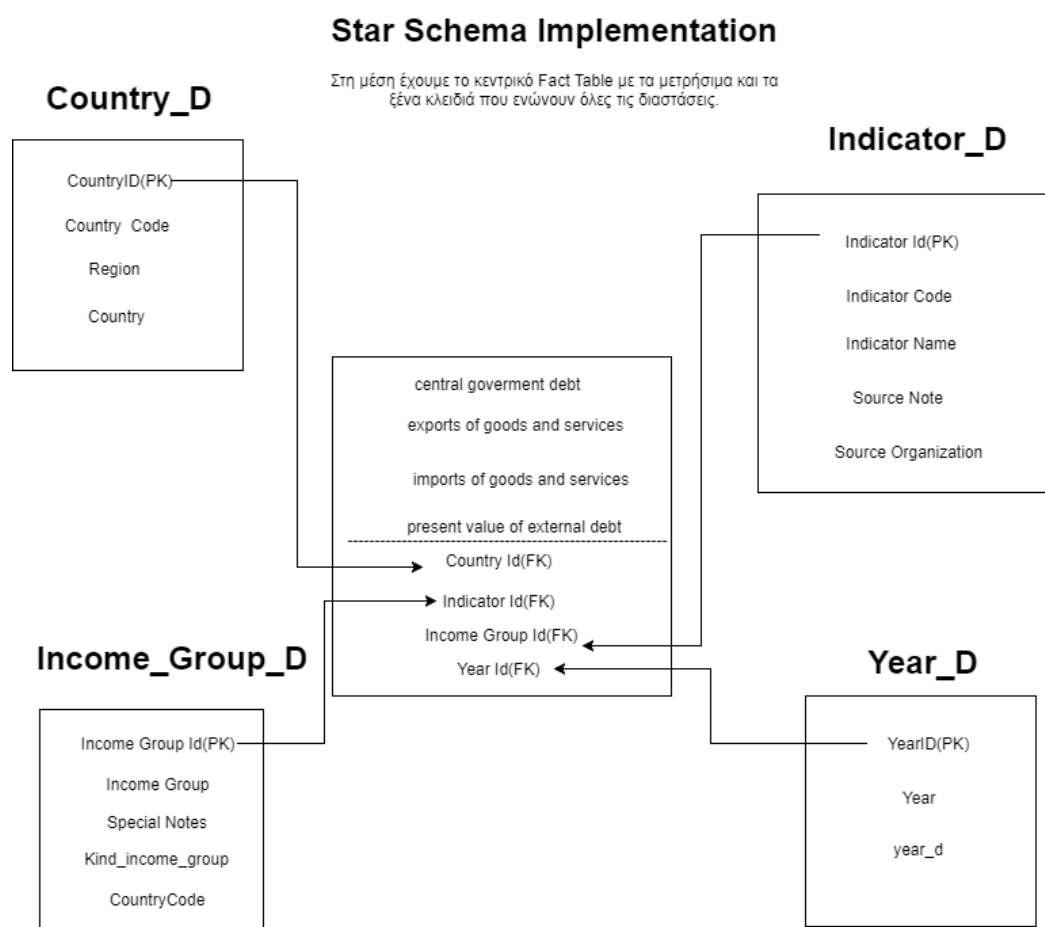 Star Schema Implementation
Στη μέση έχουμε το κεντρικό Fact Table με τα μετρήσιμα και τα
ξένα κλειδιά που ενώνουν όλες τις διαστάσεις.
Country_D
CountryID(PK)
Country Code
Region
Country
Indicator_D
Indicator Id(PK)
Indicator Code
Indicator Name
Source Note
Source Organization
central goverment debt
exports of goods and services
imports of goods and services
present value of external debt
Country Id(FK)
Indicator Id(FK)
Income Group Id(FK)
Year Id(FK)
Income_Group_D
Income Group Id(PK)
Income Group
Special Notes
Kind_income_group
CountryCode
Year_D
YearID(PK)
Year
year_d